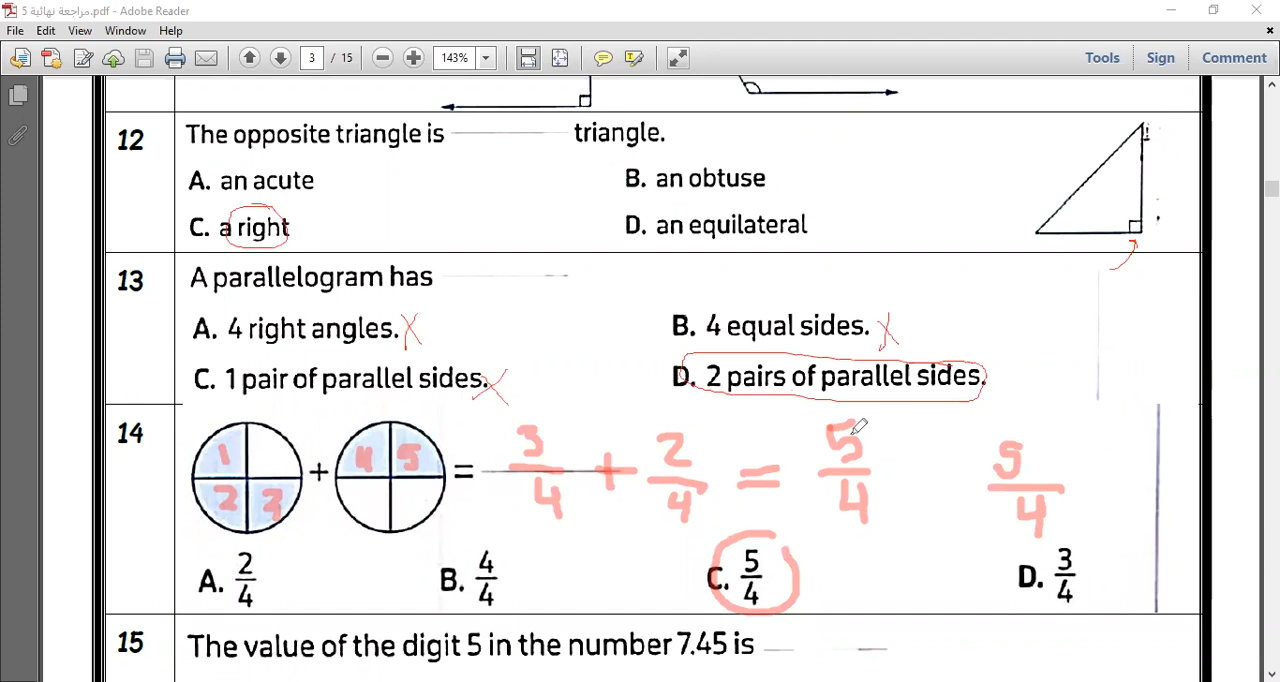 5 مراجعة نهائية.pdf - Adobe Reader
File Edit View Window Help
3 / 15 143% Tools Sign Comment
12 The opposite triangle is ______ triangle.
A. an acute B. an obtuse
C. a right D. an equilateral
13 A parallelogram has ______
A. 4 right angles. B. 4 equal sides.
C. 1 pair of parallel sides. D. 2 pairs of parallel sides.
14 1 2 3 + 4 5 = 3/4 + 2/4 = 5/4 5/4
A. 2/4 B. 4/4 C. 5/4 D. 3/4
15 The value of the digit 5 in the number 7.45 is ______